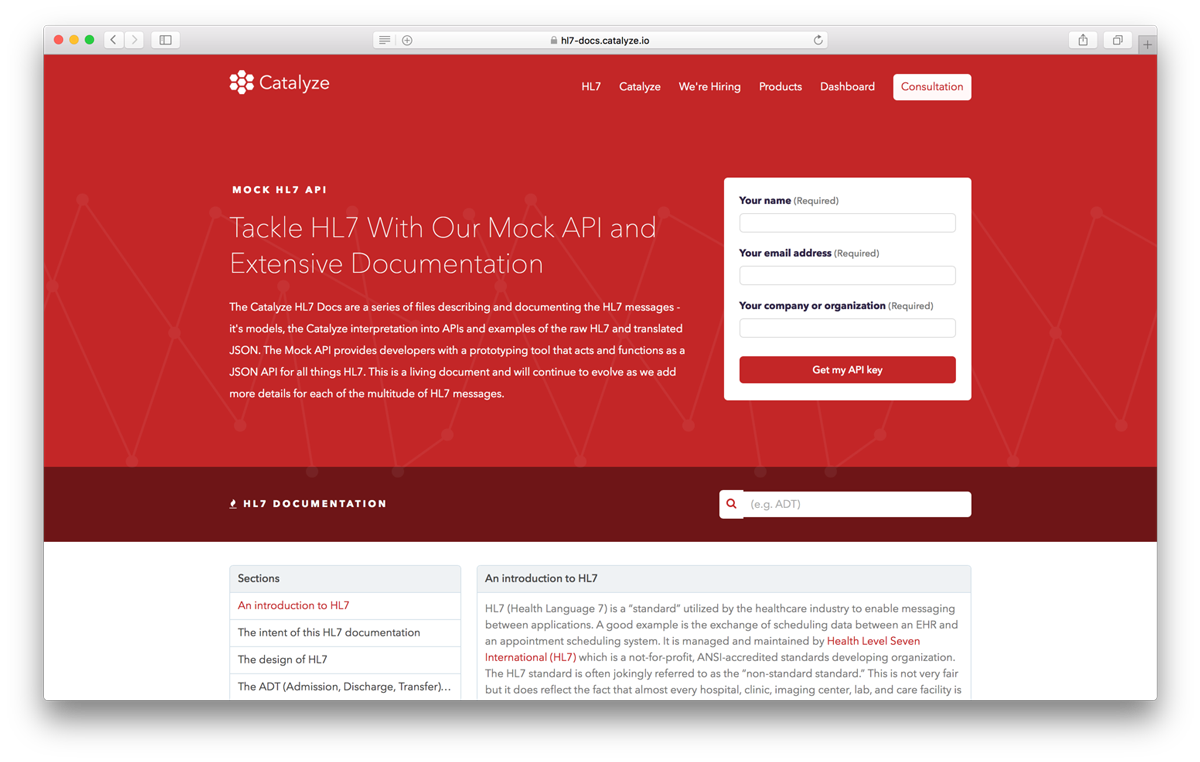 hl7-docs.catalyze.io
Catalyze
HL7 Catalyze We're Hiring Products Dashboard Consultation
MOCK HL7 API
Tackle HL7 With Our Mock API and
Extensive Documentation
The Catalyze HL7 Docs are a series of files describing and documenting the HL7 messages -
it's models, the Catalyze interpretation into APIs and examples of the raw HL7 and translated
JSON. The Mock API provides developers with a prototyping tool that acts and functions as a
JSON API for all things HL7. This is a living document and will continue to evolve as we add
more details for each of the multitude of HL7 messages.
Your name (Required)
Your email address (Required)
Your company or organization (Required)
Get my API key
HL7 DOCUMENTATION
(e.g. ADT)
Sections
An introduction to HL7
The intent of this HL7 documentation
The design of HL7
The ADT (Admission, Discharge, Transfer)...
An introduction to HL7
HL7 (Health Language 7) is a “standard” utilized by the healthcare industry to enable messaging
between applications. A good example is the exchange of scheduling data between an EHR and
an appointment scheduling system. It is managed and maintained by Health Level Seven
International (HL7) which is a not-for-profit, ANSI-accredited standards developing organization.
The HL7 standard is often jokingly referred to as the “non-standard standard.” This is not very fair
but it does reflect the fact that almost every hospital, clinic, imaging center, lab, and care facility is